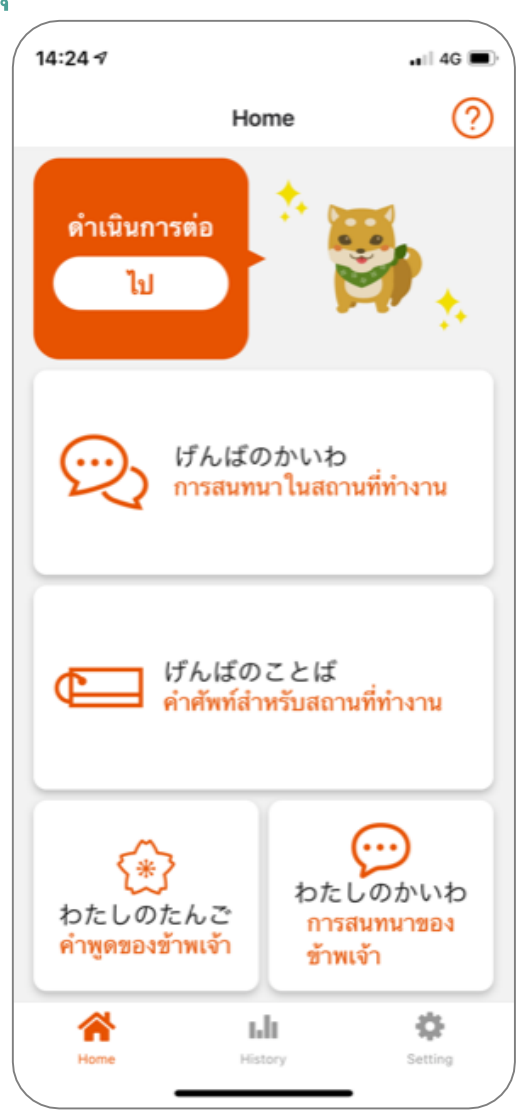 14:24
4G
Home
?
ดำเนินการต่อ
ไป
げんばのかいわ
การสนทนาในสถานที่ทำงาน
げんばのことば
คำศัพท์สำหรับสถานที่ทำงาน
わたしのたんご
คำพูดของข้าพเจ้า
わたしのかいわ
การสนทนาของ
ข้าพเจ้า
Home
History
Setting